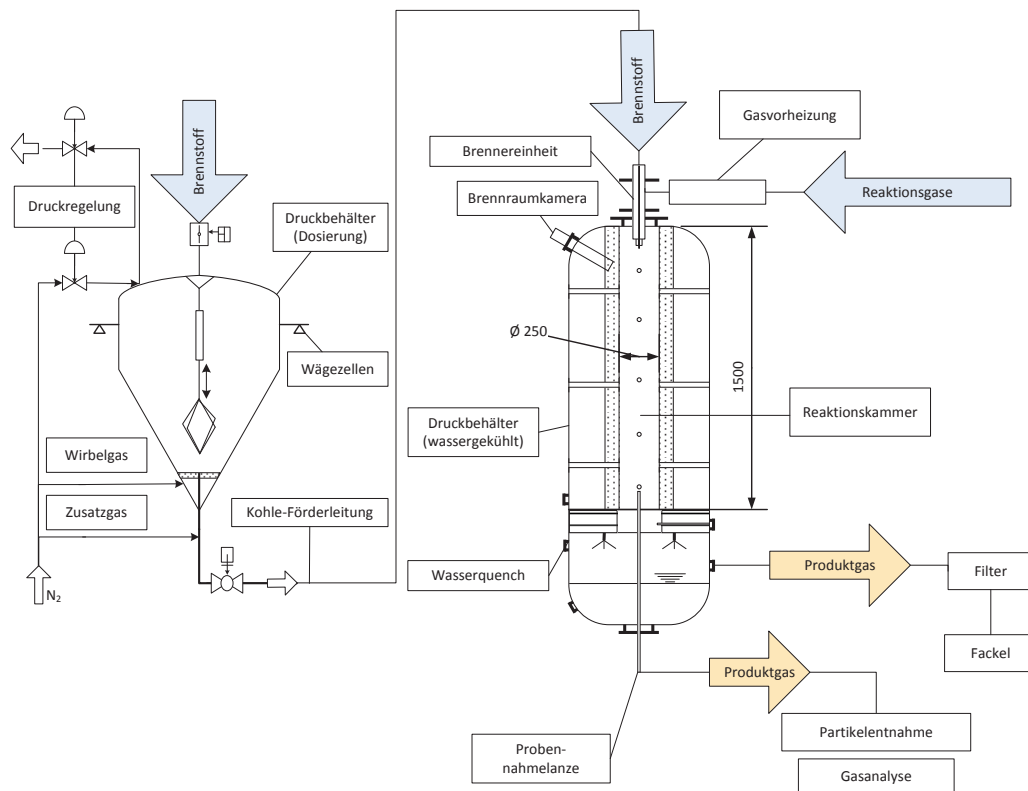 Brennstoff
Druckregelung
Druckbehälter
(Dosierung)
Wägezellen
Wirbelgas
Zusatzgas
N2
Kohle-Förderleitung
Brennstoff
Gasvorheizung
Brennereinheit
Brennraumkamera
Reaktionsgase
Ø 250
1500
Reaktionskammer
Druckbehälter
(wassergekühlt)
Wasserquench
Produktgas
Filter
Fackel
Produktgas
Proben-
nahmelanze
Partikelentnahme
Gasanalyse